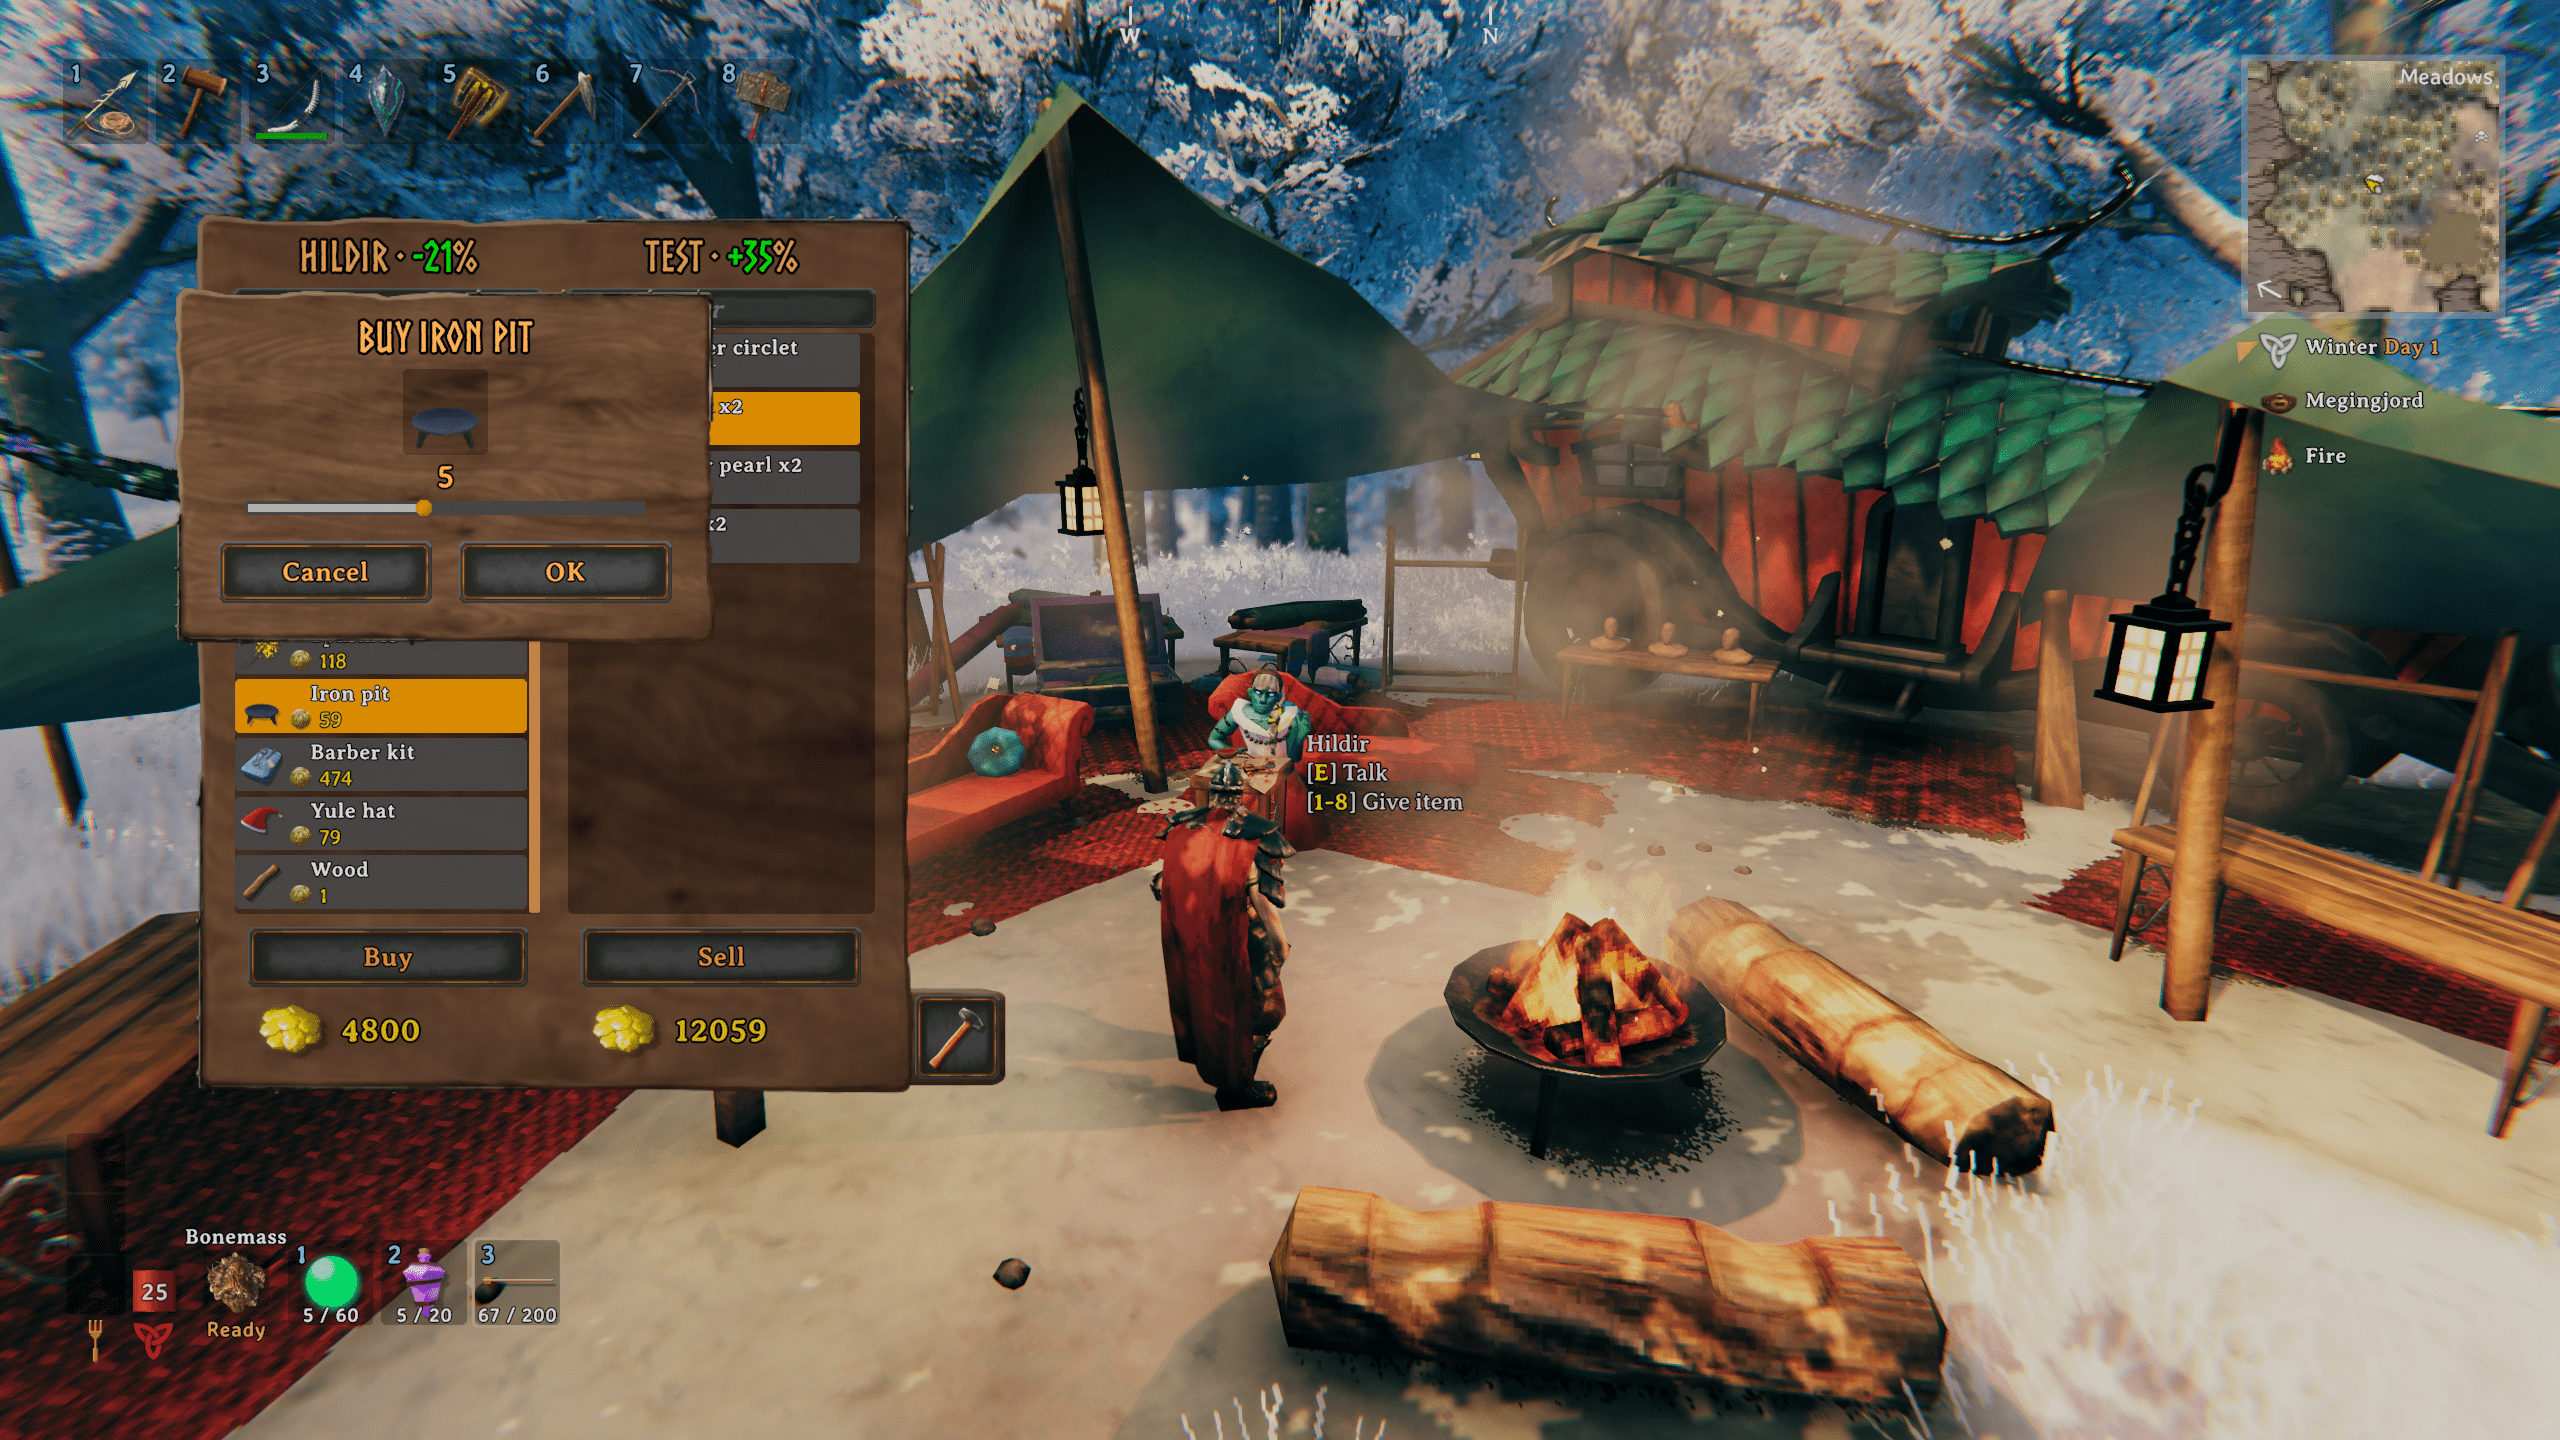 W
N
1
2
3
4
5
6
7
8
Meadows
Winter Day 1
Megingjord
Fire
HILDIR · -21%
TEST · +35%
BUY IRON PIT
5
Cancel
OK
circlet
x2
pearl x2
x2
118
Iron pit
59
Barber kit
474
Yule hat
79
Wood
1
Buy
Sell
4800
12059
Hildir
[E] Talk
[1-8] Give item
Bonemass
25
Ready
1
5 / 60
2
5 / 20
3
67 / 200